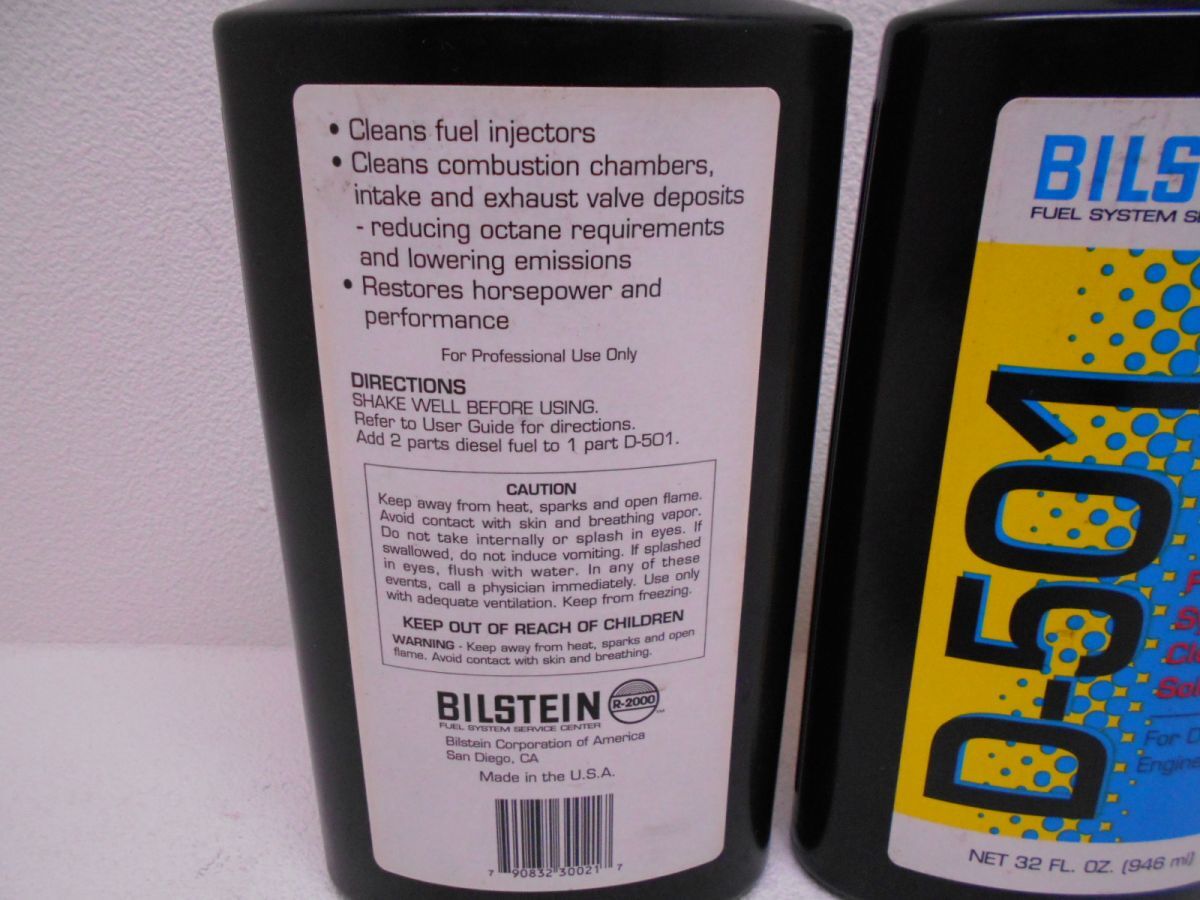 • Cleans fuel injectors
• Cleans combustion chambers,
intake and exhaust valve deposits
- reducing octane requirements
and lowering emissions
• Restores horsepower and
performance
For Professional Use Only
DIRECTIONS
SHAKE WELL BEFORE USING.
Refer to User Guide for directions.
Add 2 parts diesel fuel to 1 part D-501.
CAUTION
Keep away from heat, sparks and open flame.
Avoid contact with skin and breathing vapor.
Do not take internally or splash in eyes. If
swallowed, do not induce vomiting. If splashed
in eyes, flush with water. In any of these
events, call a physician immediately. Use only
with adequate ventilation. Keep from freezing.
KEEP OUT OF REACH OF CHILDREN
WARNING - Keep away from heat, sparks and open
flame. Avoid contact with skin and breathing.
BILSTEIN R-2000™
FUEL SYSTEM SERVICE CENTER
Bilstein Corporation of America
San Diego, CA
Made in the U.S.A.
7 90832 30021 7
BILS
FUEL SYSTEM
D-501
For
Engine
NET 32 FL. OZ. (946 ml)